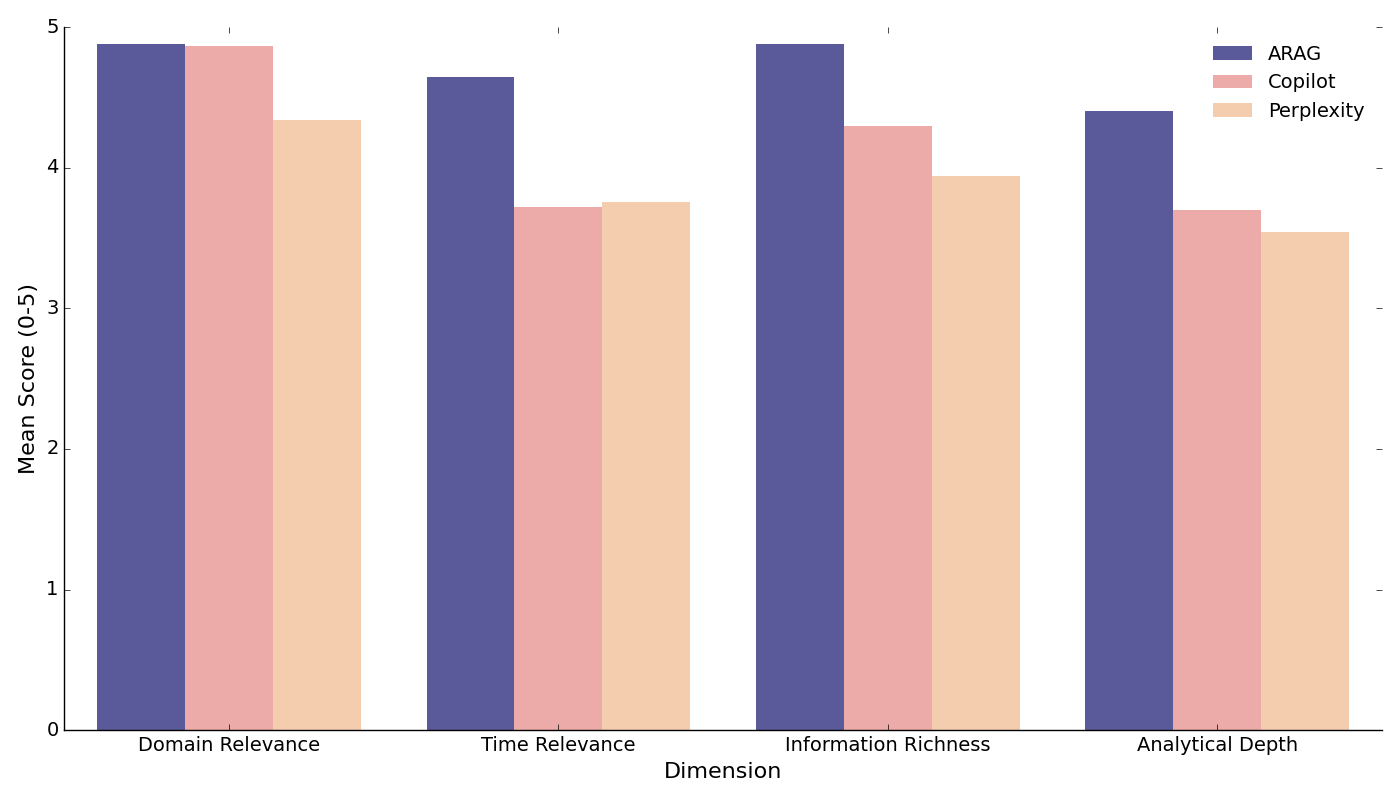 5
4
3
2
1
0
Mean Score (0-5)
ARAG
Copilot
Perplexity
Domain Relevance
Time Relevance
Information Richness
Analytical Depth
Dimension